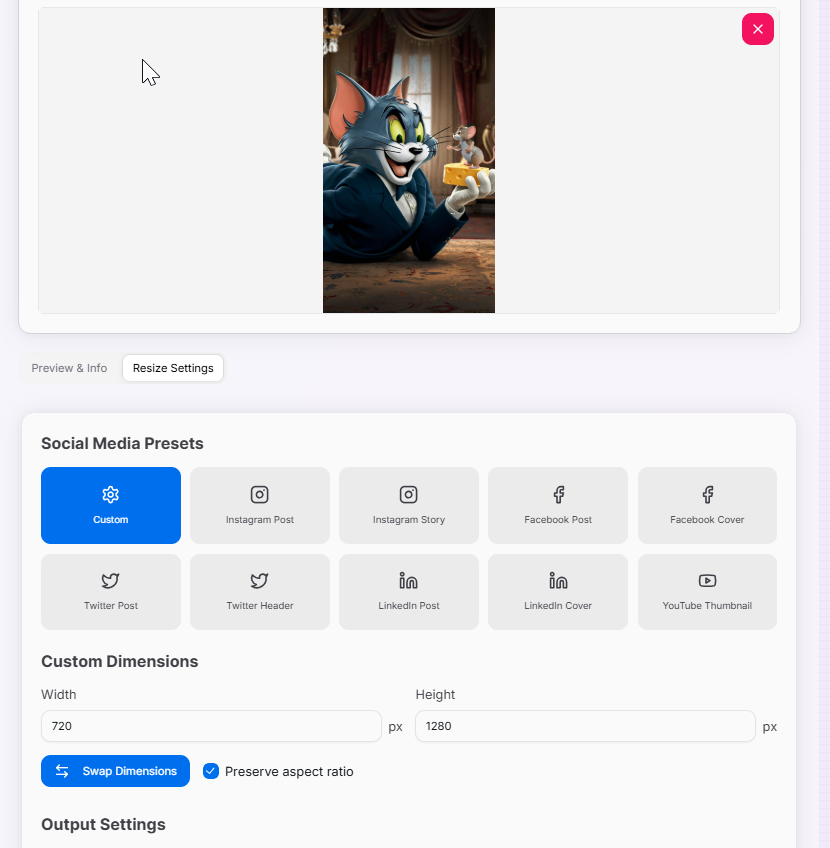 Preview & Info
Resize Settings
Social Media Presets
Custom
Instagram Post
Instagram Story
Facebook Post
Facebook Cover
Twitter Post
Twitter Header
LinkedIn Post
LinkedIn Cover
YouTube Thumbnail
Custom Dimensions
Width
Height
720 px
1280 px
Swap Dimensions
Preserve aspect ratio
Output Settings